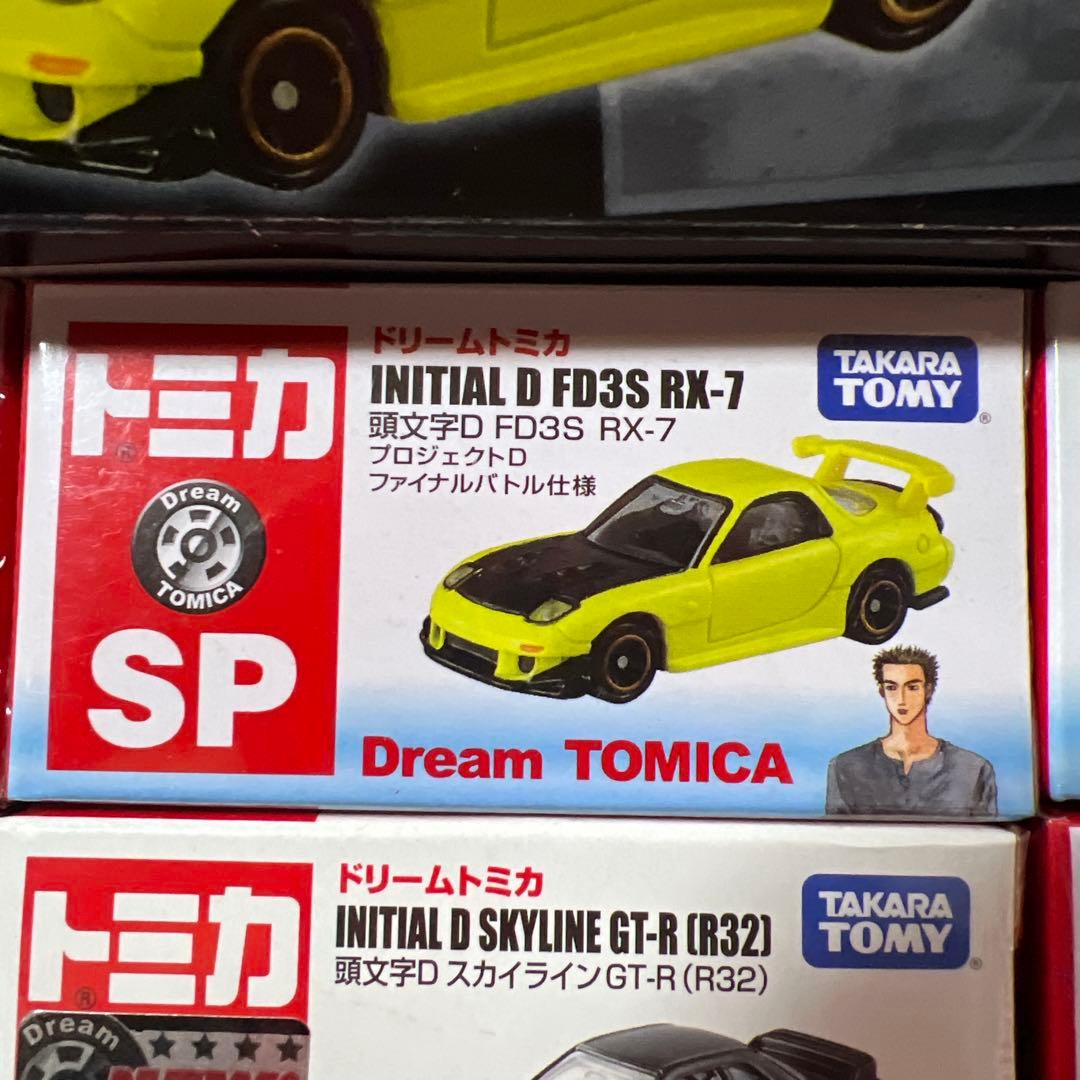 トミカ
®
Dream
TOMICA
SP
ドリームトミカ
INITIAL D FD3S RX-7
頭文字D FD3S RX-7
プロジェクトD
ファイナルバトル仕様
TAKARA
TOMY
®
Dream TOMICA
トミカ
®
Dream
ドリームトミカ
INITIAL D SKYLINE GT-R (R32)
頭文字D スカイラインGT-R (R32)
TAKARA
TOMY
®